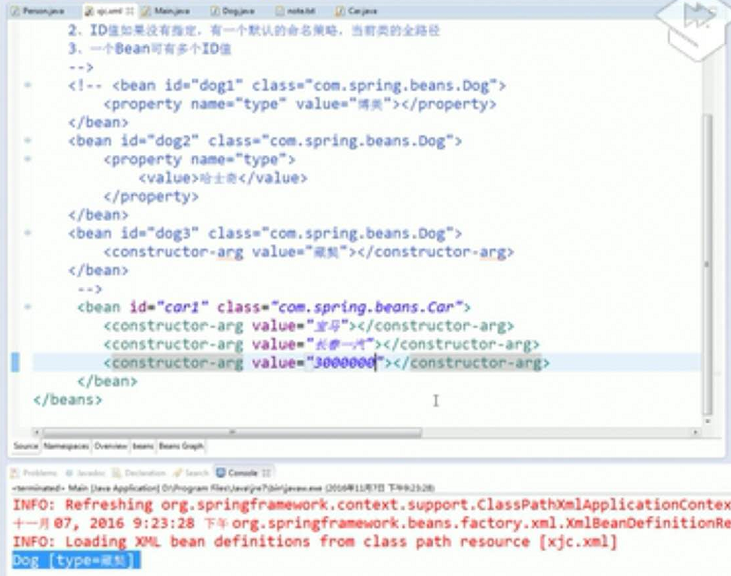 Person.java xjc.xml Main.java Dog.java note.txt Car.java
2. ID值如果没有指定，有一个默认的命名策略，当前类的全路径
3. 一个Bean可有多个ID值
-->
<!-- <bean id="dog1" class="com.spring.beans.Dog">
<property name="type" value="博美"></property>
</bean>
<bean id="dog2" class="com.spring.beans.Dog">
<property name="type">
<value>哈士奇</value>
</property>
</bean>
<bean id="dog3" class="com.spring.beans.Dog">
<constructor-arg value="藏獒"></constructor-arg>
</bean>
-->
<bean id="car1" class="com.spring.beans.Car">
<constructor-arg value="宝马"></constructor-arg>
<constructor-arg value="长春一汽"></constructor-arg>
<constructor-arg value="3000000"></constructor-arg>
</bean>
</beans>
Source Namespaces Overview beans Beans Graph
Problems Javadoc Declaration Search Console
<terminated> Main [Java Application] D:\Program Files\Java\jre7\bin\javaw.exe (2016年11月7日 下午9:23:28)
INFO: Refreshing org.springframework.context.support.ClassPathXmlApplicationContex
十一月 07, 2016 9:23:28 下午 org.springframework.beans.factory.xml.XmlBeanDefinitionRe
INFO: Loading XML bean definitions from class path resource [xjc.xml]
Dog [type=藏獒]